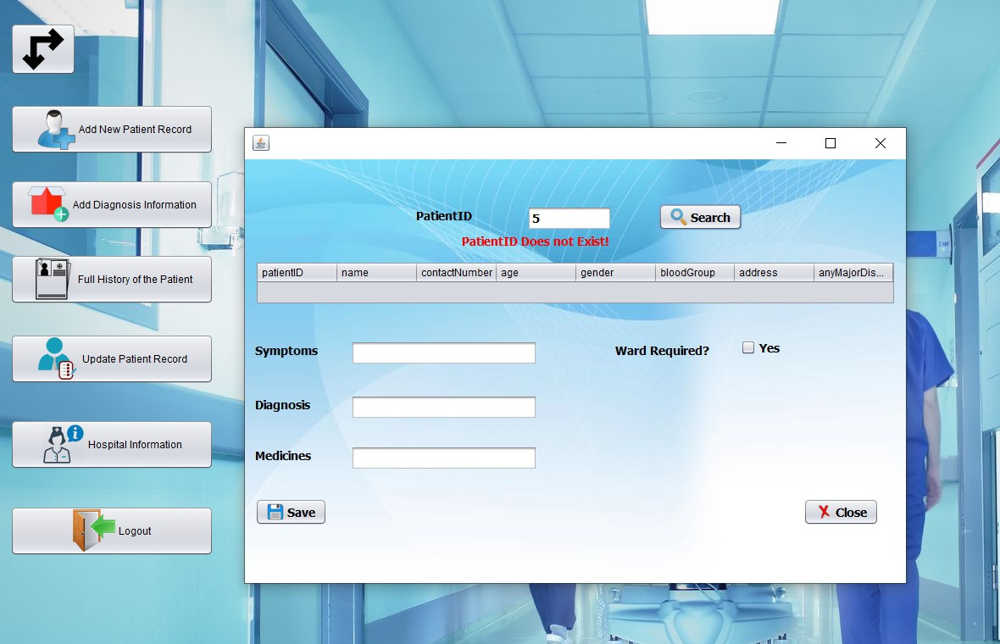 Add New Patient Record
Add Diagnosis Information
Full History of the Patient
Update Patient Record
i
Hospital Information
Logout
PatientID
5
Search
PatientID Does not Exist!
patientID name contactNumber age gender bloodGroup address anyMajorDis...
Symptoms
Ward Required?
Yes
Diagnosis
Medicines
Save
Close